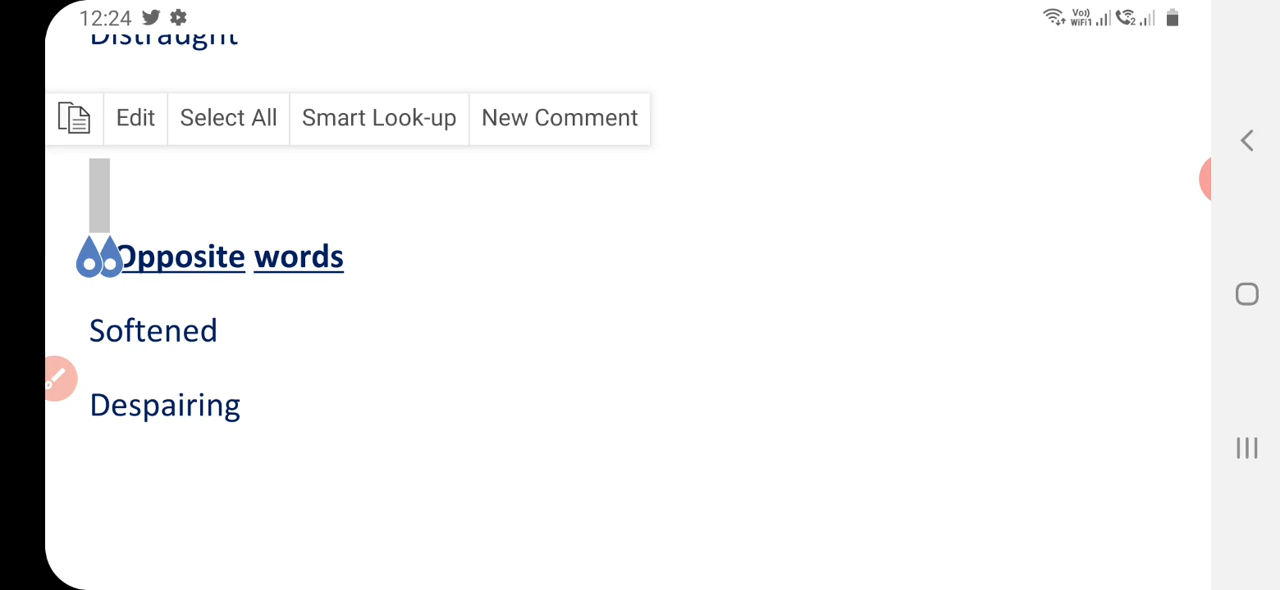 12:24
Distraught
Edit Select All Smart Look-up New Comment
Opposite words
Softened
Despairing